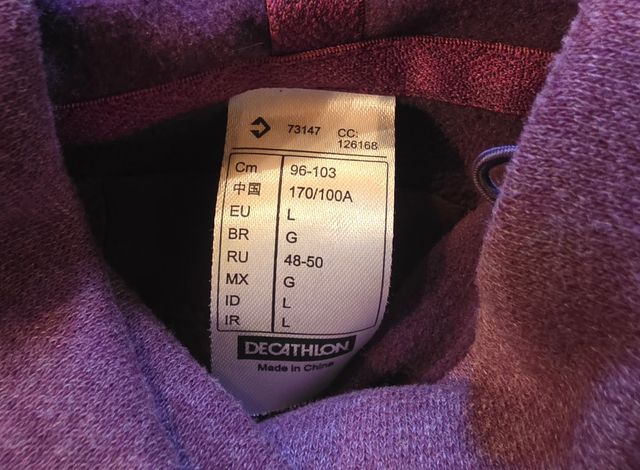 73147 CC:
126168
Cm 96-103
中国 170/100A
EU L
BR G
RU 48-50
MX G
ID L
IR L
DECATHLON
Made in China